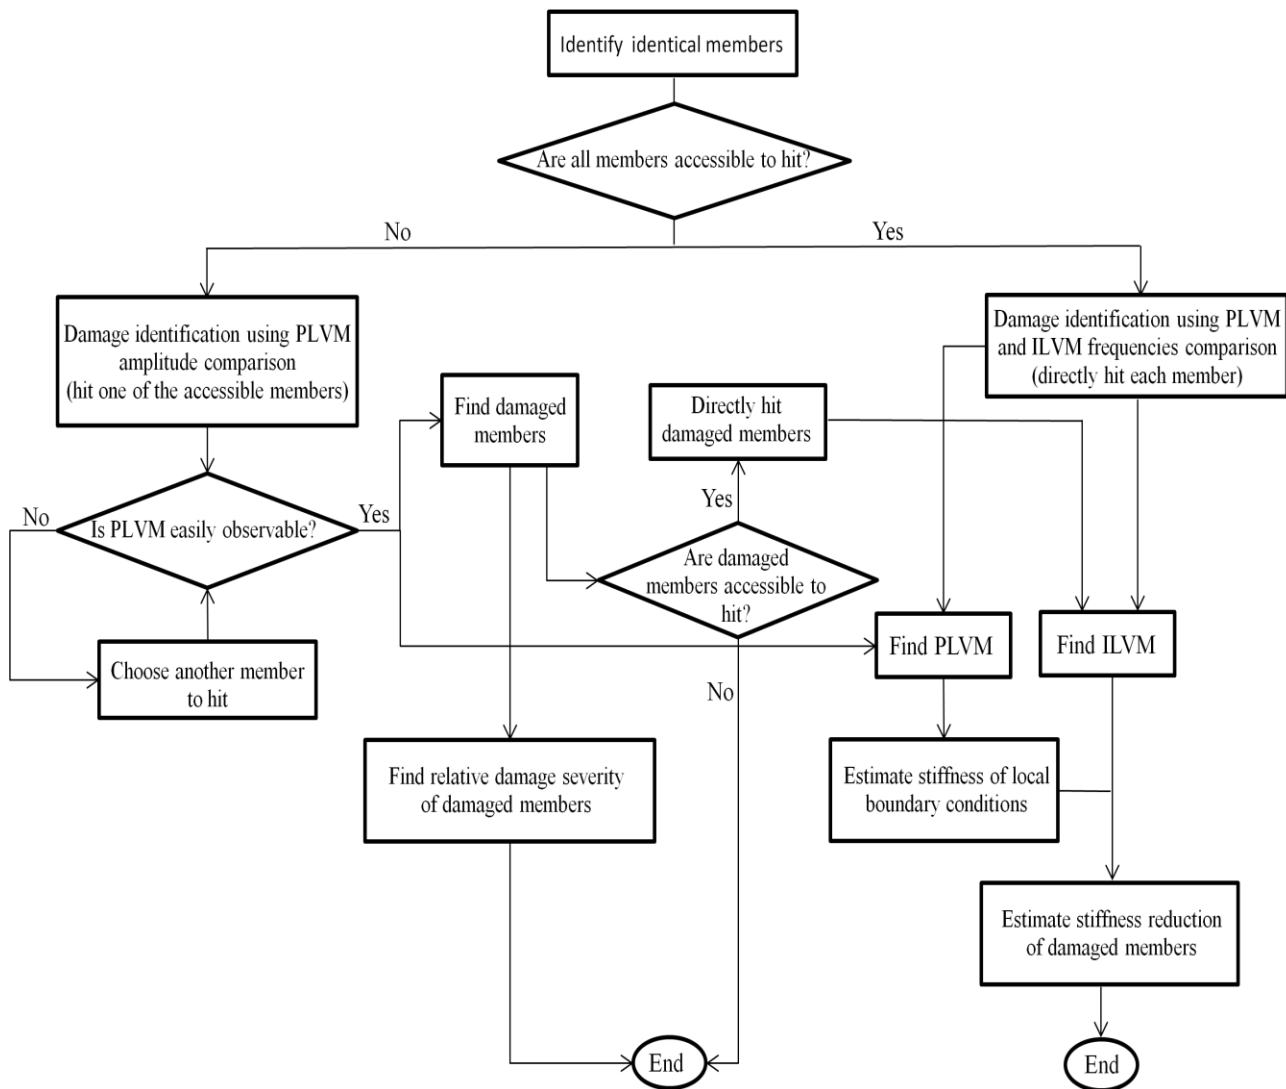 Identify identical members
Are all members accessible to hit?
No
Yes
Damage identification using PLVM
amplitude comparison
(hit one of the accessible members)
Damage identification using PLVM
and ILVM frequencies comparison
(directly hit each member)
Find damaged
members
Directly hit
damaged members
No
Is PLVM easily observable?
Yes
Yes
Are damaged
members accessible to
hit?
Choose another member
to hit
Find PLVM
Find ILVM
No
Find relative damage severity
of damaged members
Estimate stiffness of local
boundary conditions
Estimate stiffness reduction
of damaged members
End
End